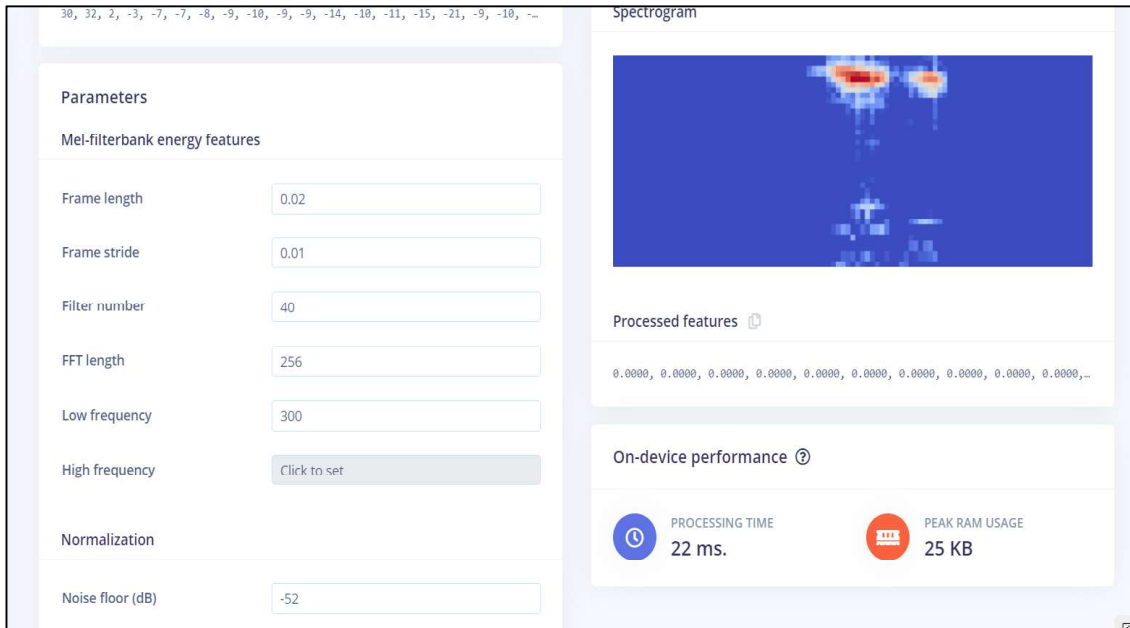 30, 32, 2, -3, -7, -7, -8, -9, -10, -9, -9, -14, -10, -11, -15, -21, -9, -10, -…
Parameters
Mel-filterbank energy features
Frame length
0.02
Frame stride
0.01
Filter number
40
FFT length
256
Low frequency
300
High frequency
Click to set
Normalization
Noise floor (dB)
-52
Spectrogram
Processed features
0.0000, 0.0000, 0.0000, 0.0000, 0.0000, 0.0000, 0.0000, 0.0000, 0.0000, 0.0000,…
On-device performance
PROCESSING TIME
22 ms.
PEAK RAM USAGE
25 KB